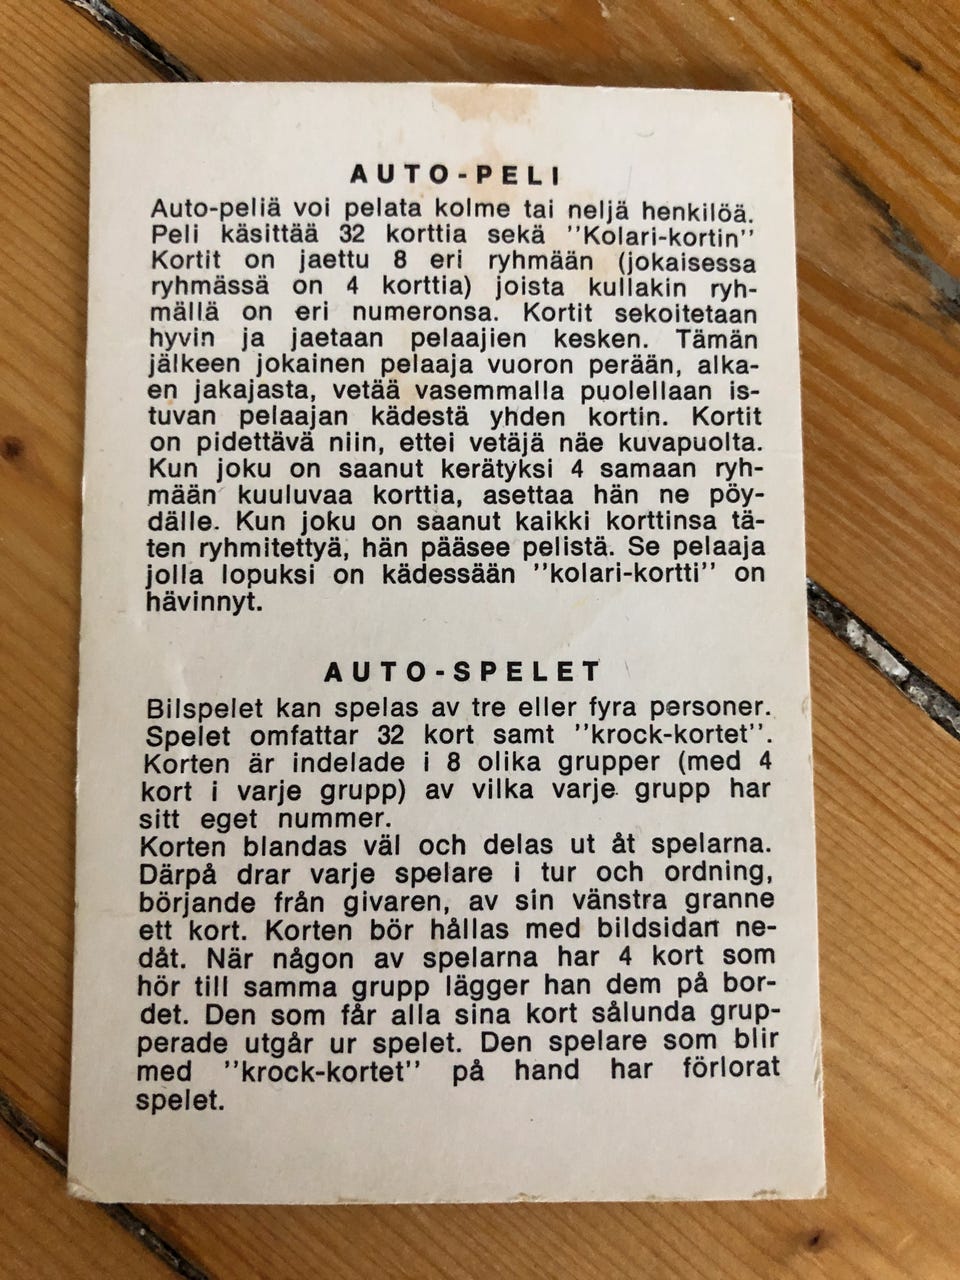 AUTO-PELI
Auto-peliä voi pelata kolme tai neljä henkilöä.
Peli käsittää 32 korttia sekä ''Kolari-kortin''
Kortit on jaettu 8 eri ryhmään (jokaisessa
ryhmässä on 4 korttia) joista kullakin ryh-
mällä on eri numeronsa. Kortit sekoitetaan
hyvin ja jaetaan pelaajien kesken. Tämän
jälkeen jokainen pelaaja vuoron perään, alka-
en jakajasta, vetää vasemmalla puolellaan is-
tuvan pelaajan kädestä yhden kortin. Kortit
on pidettävä niin, ettei vetäjä näe kuvapuolta.
Kun joku on saanut kerätyksi 4 samaan ryh-
mään kuuluvaa korttia, asettaa hän ne pöy-
dälle. Kun joku on saanut kaikki korttinsa tä-
ten ryhmitettyä, hän pääsee pelistä. Se pelaaja
jolla lopuksi on kädessään ''kolari-kortti'' on
hävinnyt.
AUTO-SPELET
Bilspelet kan spelas av tre eller fyra personer.
Spelet omfattar 32 kort samt ''krock-kortet''.
Korten är indelade i 8 olika grupper (med 4
kort i varje grupp) av vilka varje grupp har
sitt eget nummer.
Korten blandas väl och delas ut åt spelarna.
Därpå drar varje spelare i tur och ordning,
börjande från givaren, av sin vänstra granne
ett kort. Korten bör hållas med bildsidan ne-
dåt. När någon av spelarna har 4 kort som
hör till samma grupp lägger han dem på bor-
det. Den som får alla sina kort sålunda grup-
perade utgår ur spelet. Den spelare som blir
med ''krock-kortet'' på hand har förlorat
spelet.